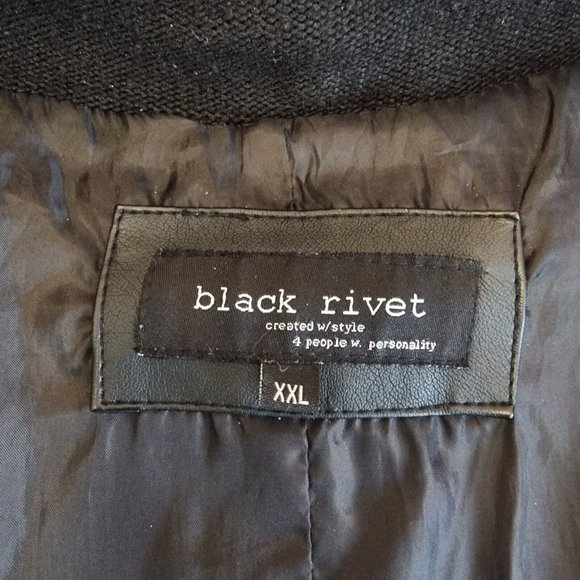 black rivet
created w/style
4 people w. personality
XXL